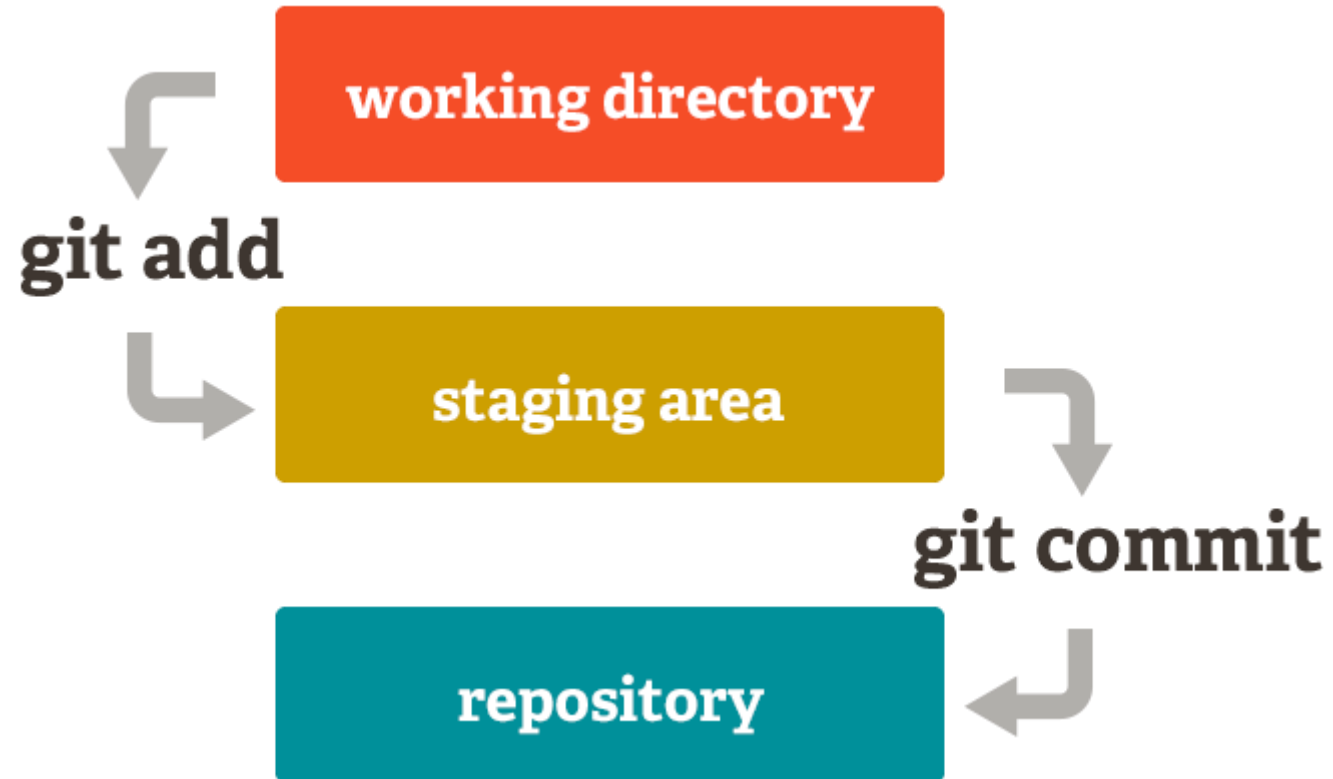 working directory
git add
staging area
git commit
repository